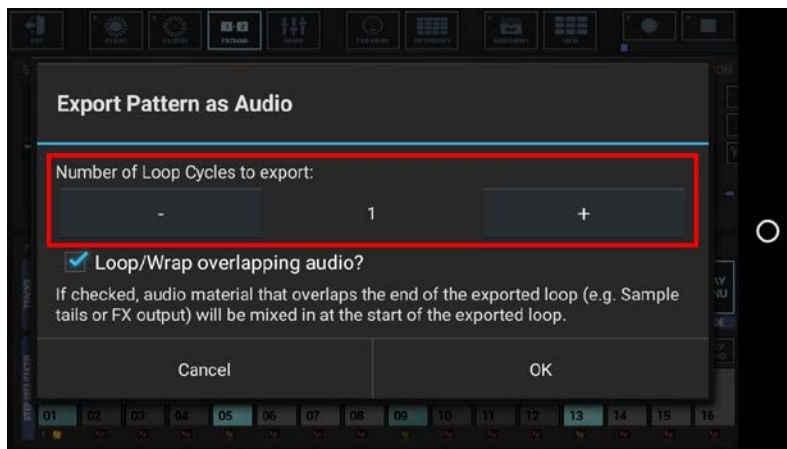 Export Pattern as Audio
Number of Loop Cycles to export:
- 1 +
Loop/Wrap overlapping audio?
If checked, audio material that overlaps the end of the exported loop (e.g. Sample
tails or FX output) will be mixed in at the start of the exported loop.
Cancel OK
01 02 03 04 05 06 07 08 09 10 11 12 13 14 15 16